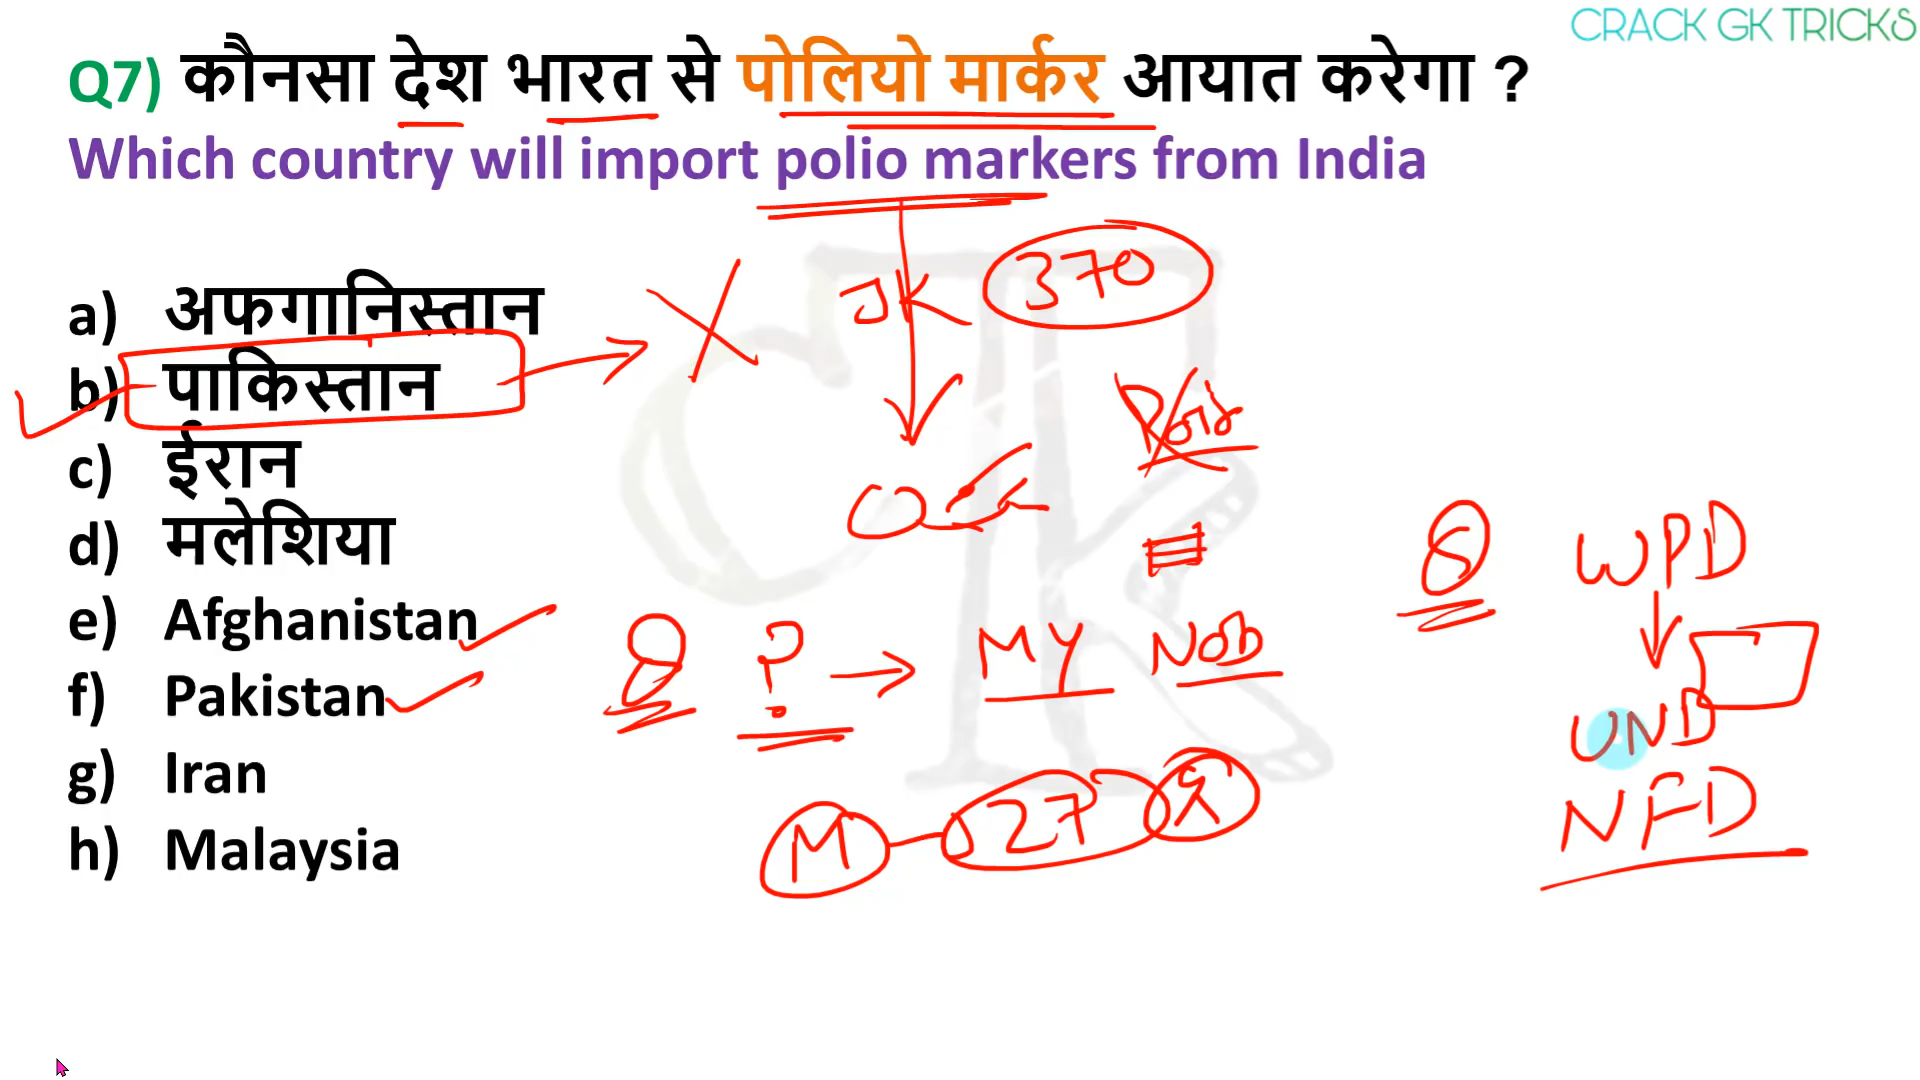 CRACK GK TRICKS
Q7) कौनसा देश भारत से पोलियो मार्कर आयात करेगा ?
Which country will import polio markers from India
JK 370
a) अफगानिस्तान
b) पाकिस्तान
c) ईरान
d) मलेशिया
WPD
e) Afghanistan
? → MY NOB
f) Pakistan
UND
g) Iran
NFD
M 27
h) Malaysia